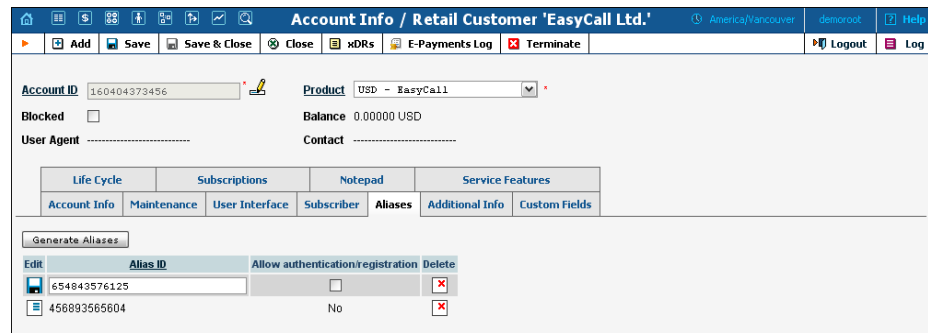 Account Info / Retail Customer 'EasyCall Ltd.' America/Vancouver demoroot ? Help
Add Save Save & Close Close xDRs E-Payments Log Terminate Logout Log
Account ID 160404373456 * Product USD - EasyCall *
Blocked Balance 0.00000 USD
User Agent ---------------------------- Contact ----------------------------
Life Cycle Subscriptions Notepad Service Features
Account Info Maintenance User Interface Subscriber Aliases Additional Info Custom Fields
Generate Aliases
Edit Alias ID Allow authentication/registration Delete
654843576125
456893565604 No